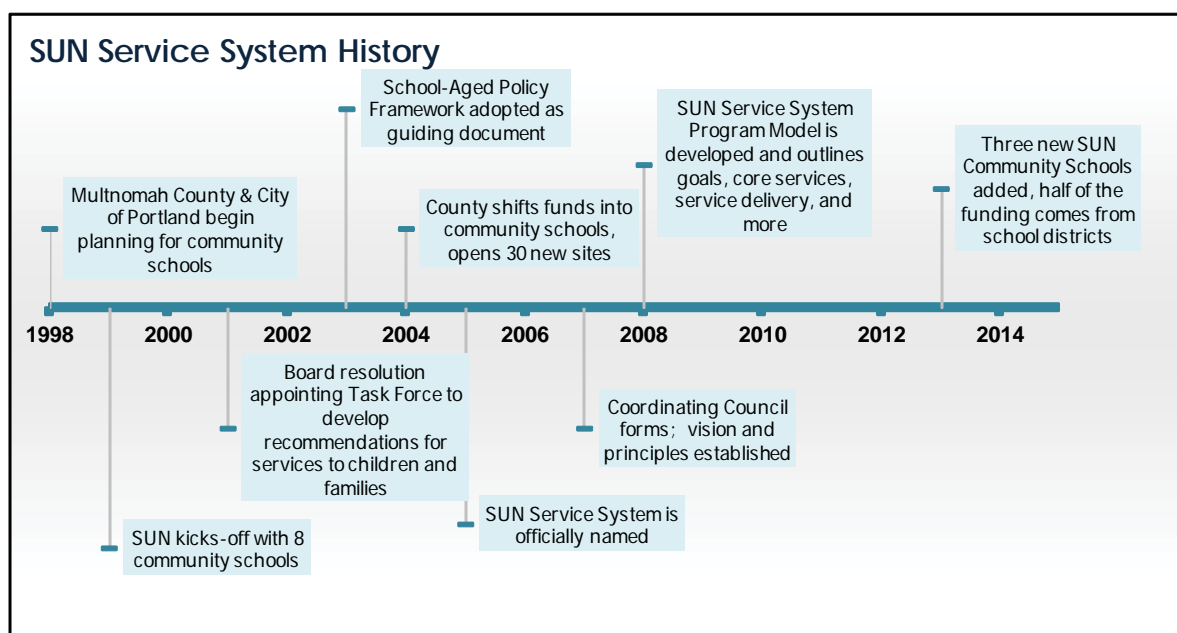 SUN Service System History
School-Aged Policy
Framework adopted as
guiding document
SUN Service System
Program Model is
developed and outlines
goals, core services,
service delivery, and
more
Three new SUN
Community Schools
added, half of the
funding comes from
school districts
Multnomah County & City
of Portland begin
planning for community
schools
County shifts funds into
community schools,
opens 30 new sites
1998 2000 2002 2004 2006 2008 2010 2012 2014
Board resolution
appointing Task Force to
develop
recommendations for
services to children and
families
Coordinating Council
forms; vision and
principles established
SUN Service System is
officially named
SUN kicks-off with 8
community schools